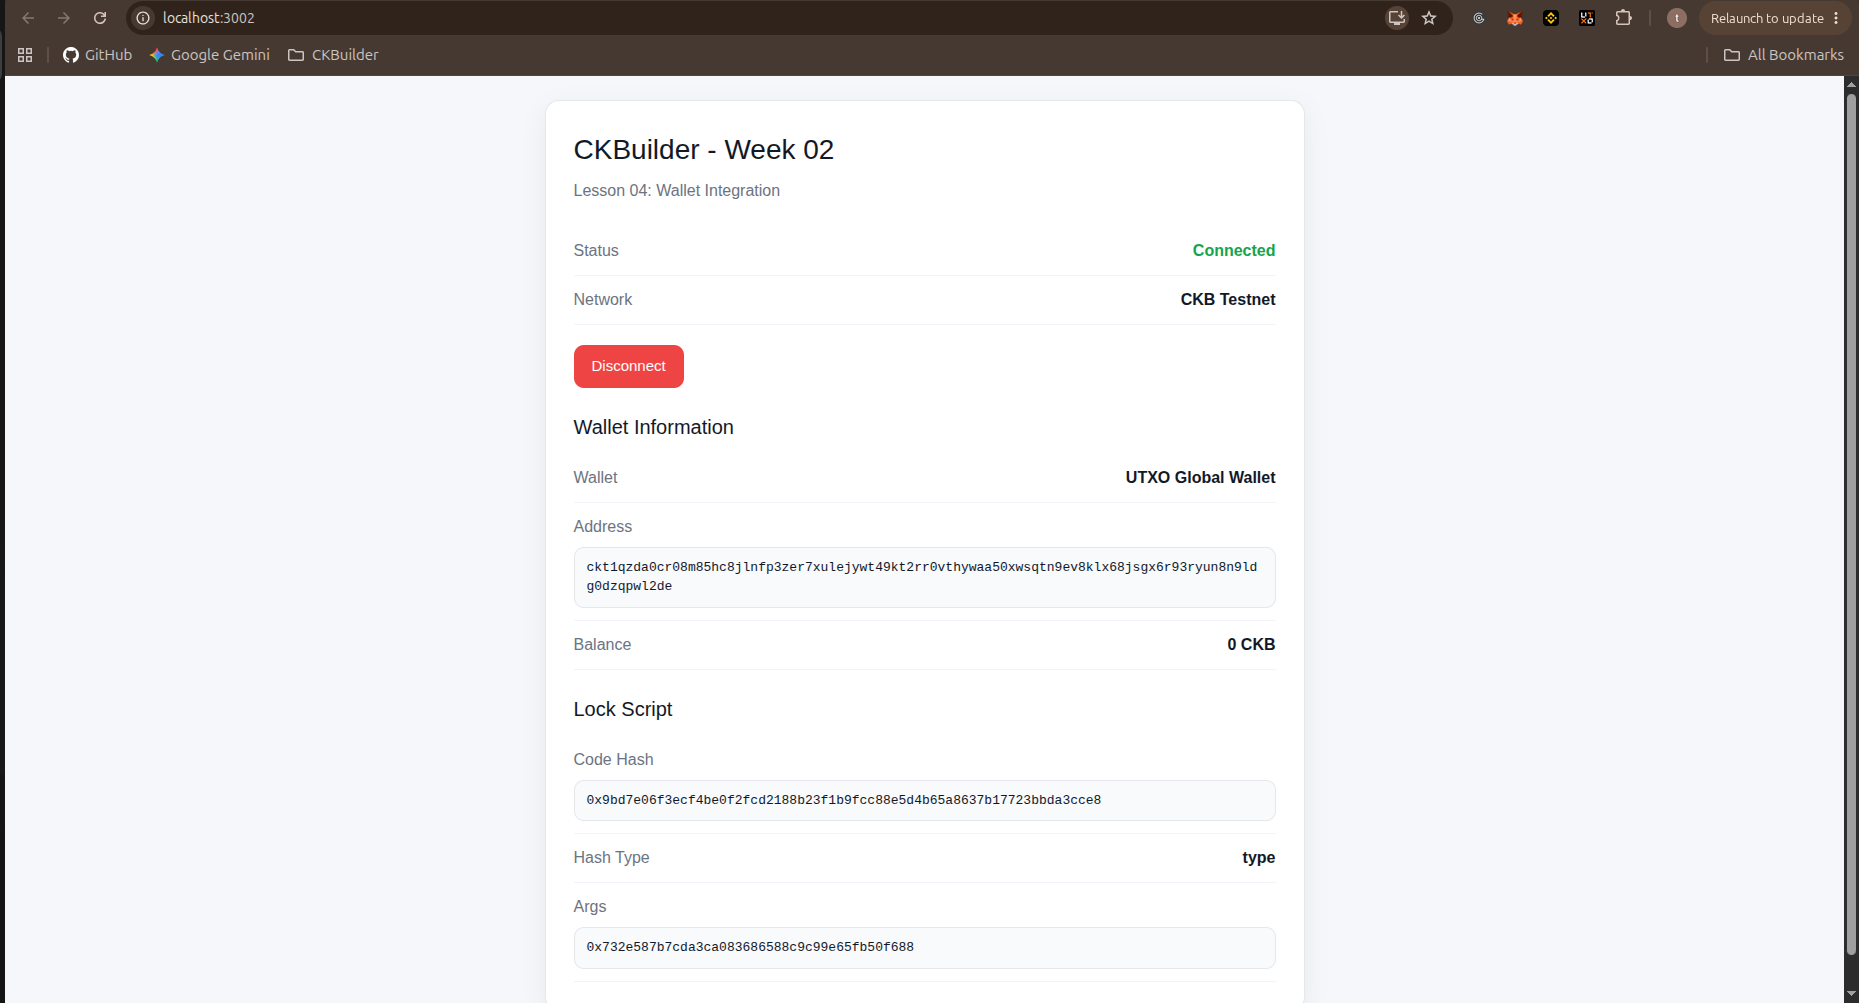 localhost:3002
t
Relaunch to update
GitHub
Google Gemini
CKBuilder
All Bookmarks
CKBuilder - Week 02
Lesson 04: Wallet Integration
Status
Connected
Network
CKB Testnet
Disconnect
Wallet Information
Wallet
UTXO Global Wallet
Address
ckt1qzda0cr08m85hc8jlnfp3zer7xulejywt49kt2rr0vthywaa50xwsqtn9ev8klx68jsgx6r93ryun8n9ld
g0dzqpwl2de
Balance
0 CKB
Lock Script
Code Hash
0x9bd7e06f3ecf4be0f2fcd2188b23f1b9fcc88e5d4b65a8637b17723bbda3cce8
Hash Type
type
Args
0x732e587b7cda3ca083686588c9c99e65fb50f688